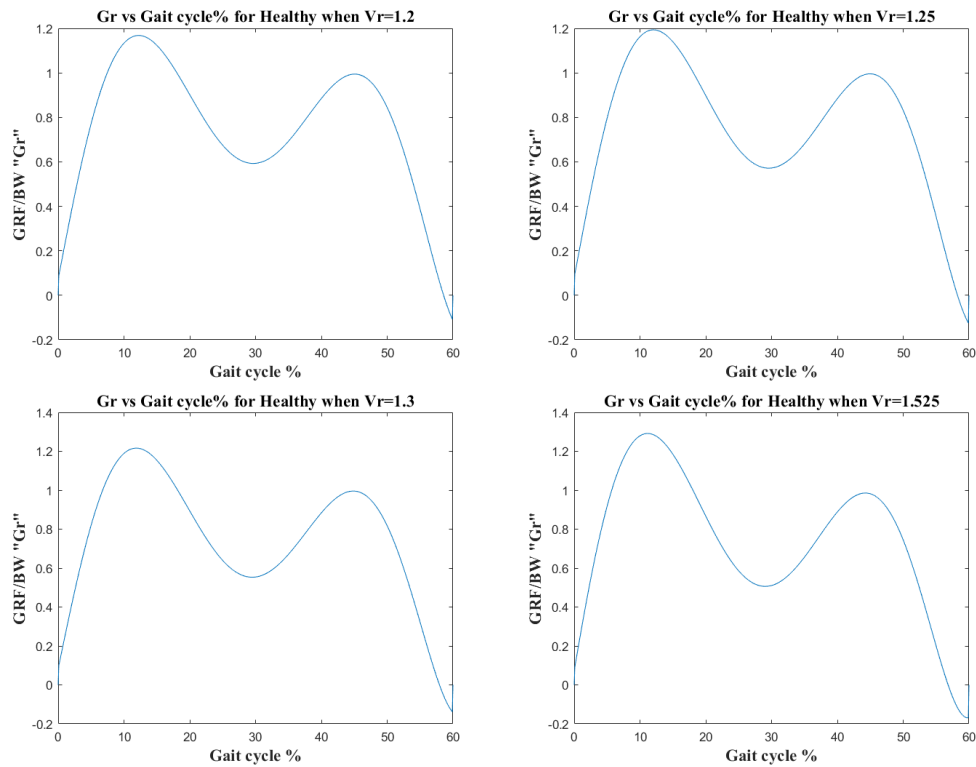 Gr vs Gait cycle% for Healthy when Vr=1.2
1.2
1
0.8
0.6
0.4
0.2
0
-0.2
GRF/BW "Gr"
0 10 20 30 40 50 60
Gait cycle %
Gr vs Gait cycle% for Healthy when Vr=1.25
1.2
1
0.8
0.6
0.4
0.2
0
-0.2
GRF/BW "Gr"
0 10 20 30 40 50 60
Gait cycle %
Gr vs Gait cycle% for Healthy when Vr=1.3
1.4
1.2
1
0.8
0.6
0.4
0.2
0
-0.2
GRF/BW "Gr"
0 10 20 30 40 50 60
Gait cycle %
Gr vs Gait cycle% for Healthy when Vr=1.525
1.4
1.2
1
0.8
0.6
0.4
0.2
0
-0.2
GRF/BW "Gr"
0 10 20 30 40 50 60
Gait cycle %